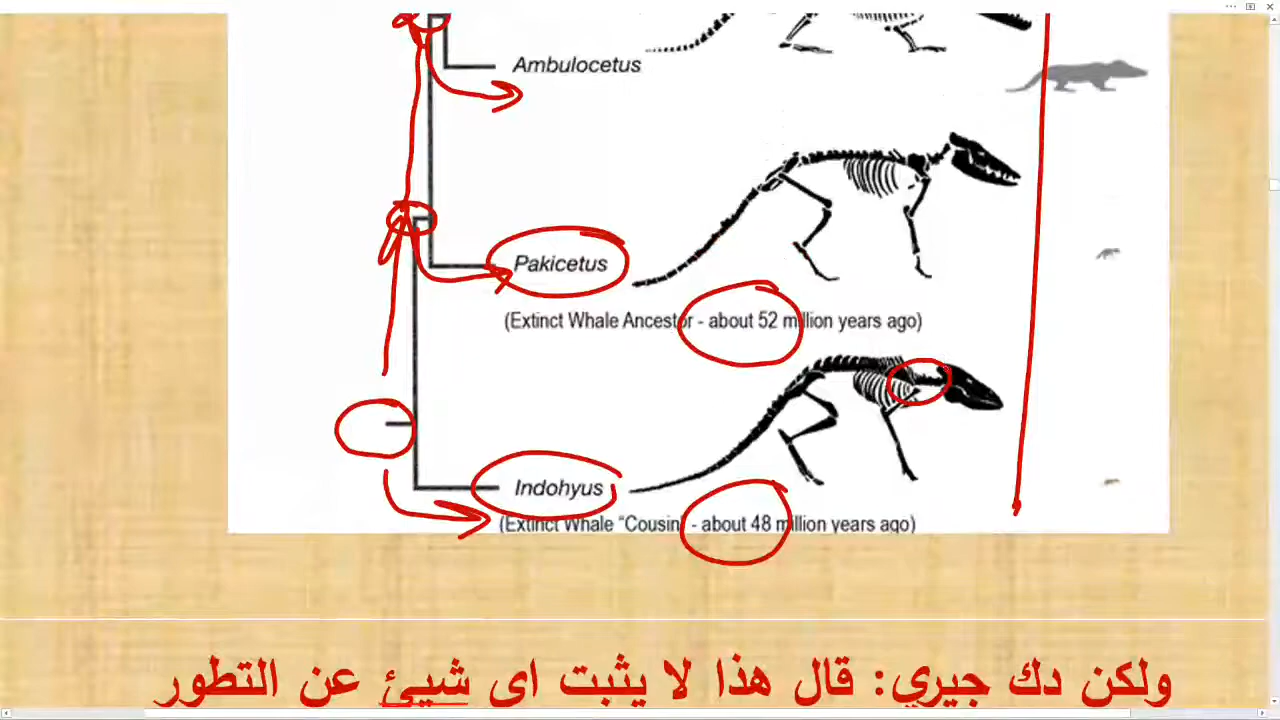 Ambulocetus
Pakicetus
(Extinct Whale Ancestor - about 52 million years ago)
Indohyus
(Extinct Whale "Cousin" - about 48 million years ago)
ولكن دك جيري: قال هذا لا يثبت اى شيئ عن التطور